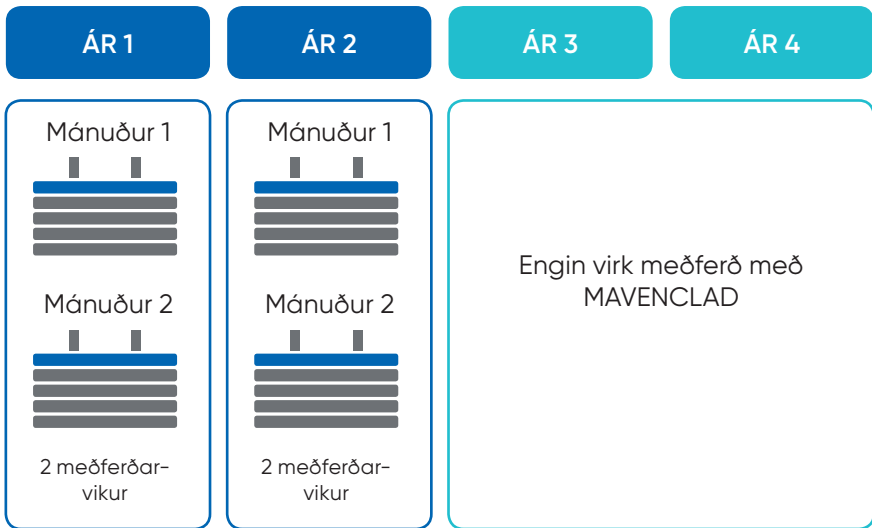 ÁR 1
ÁR 2
ÁR 3
ÁR 4
Mánuður 1
Mánuður 2
2 meðferðar-
vikur
Mánuður 1
Mánuður 2
2 meðferðar-
vikur
Engin virk meðferð með
MAVENCLAD